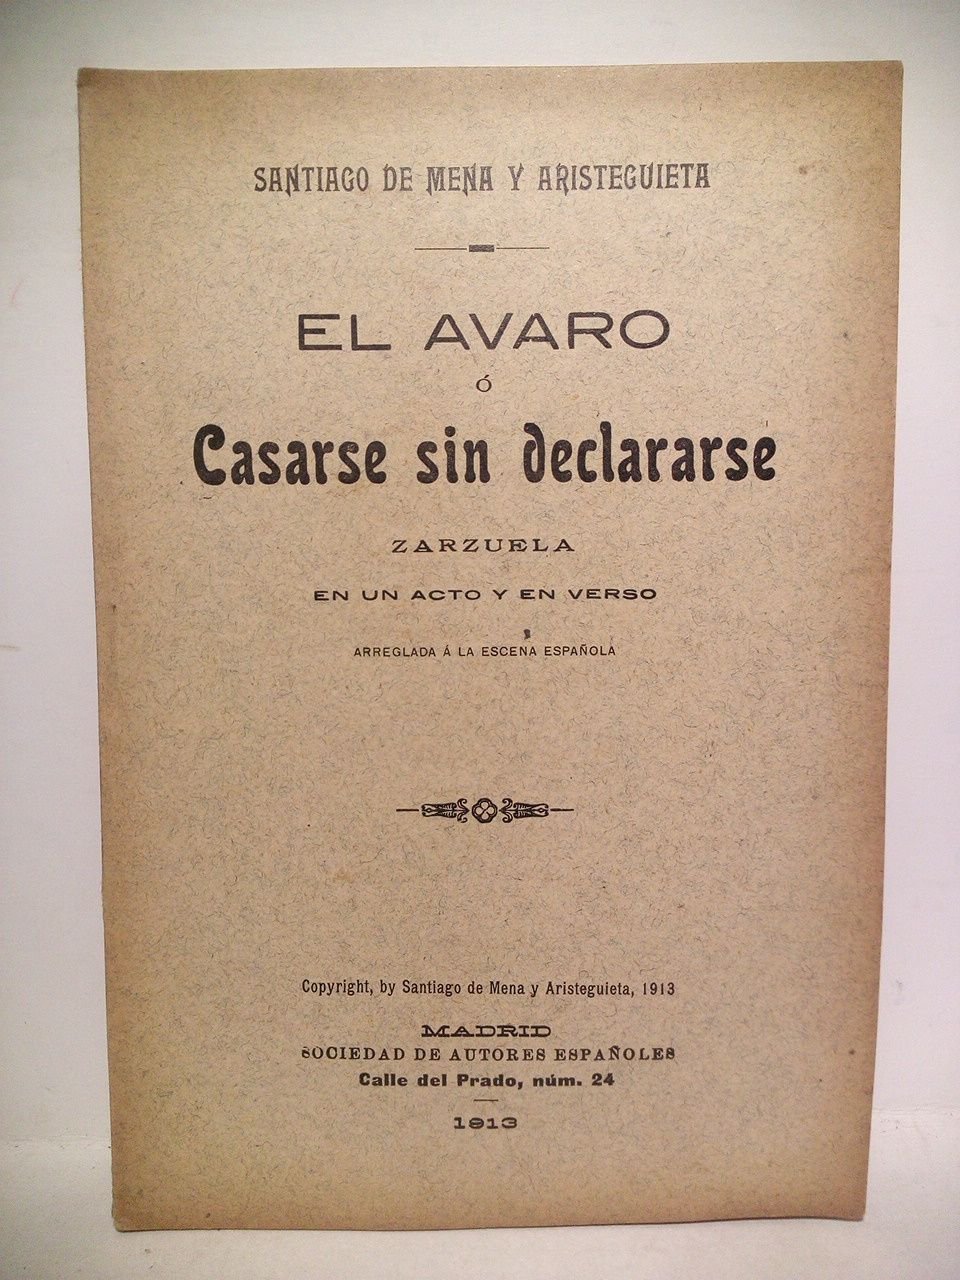 SANTIAGO DE MENA Y ARISTEGUIETA
EL AVARO
Ó
Casarse sin declararse
ZARZUELA
EN UN ACTO Y EN VERSO
ARREGLADA Á LA ESCENA ESPAÑOLA
Copyright, by Santiago de Mena y Aristeguieta, 1913
MADRID
SOCIEDAD DE AUTORES ESPAÑOLES
Calle del Prado, núm. 24
1913